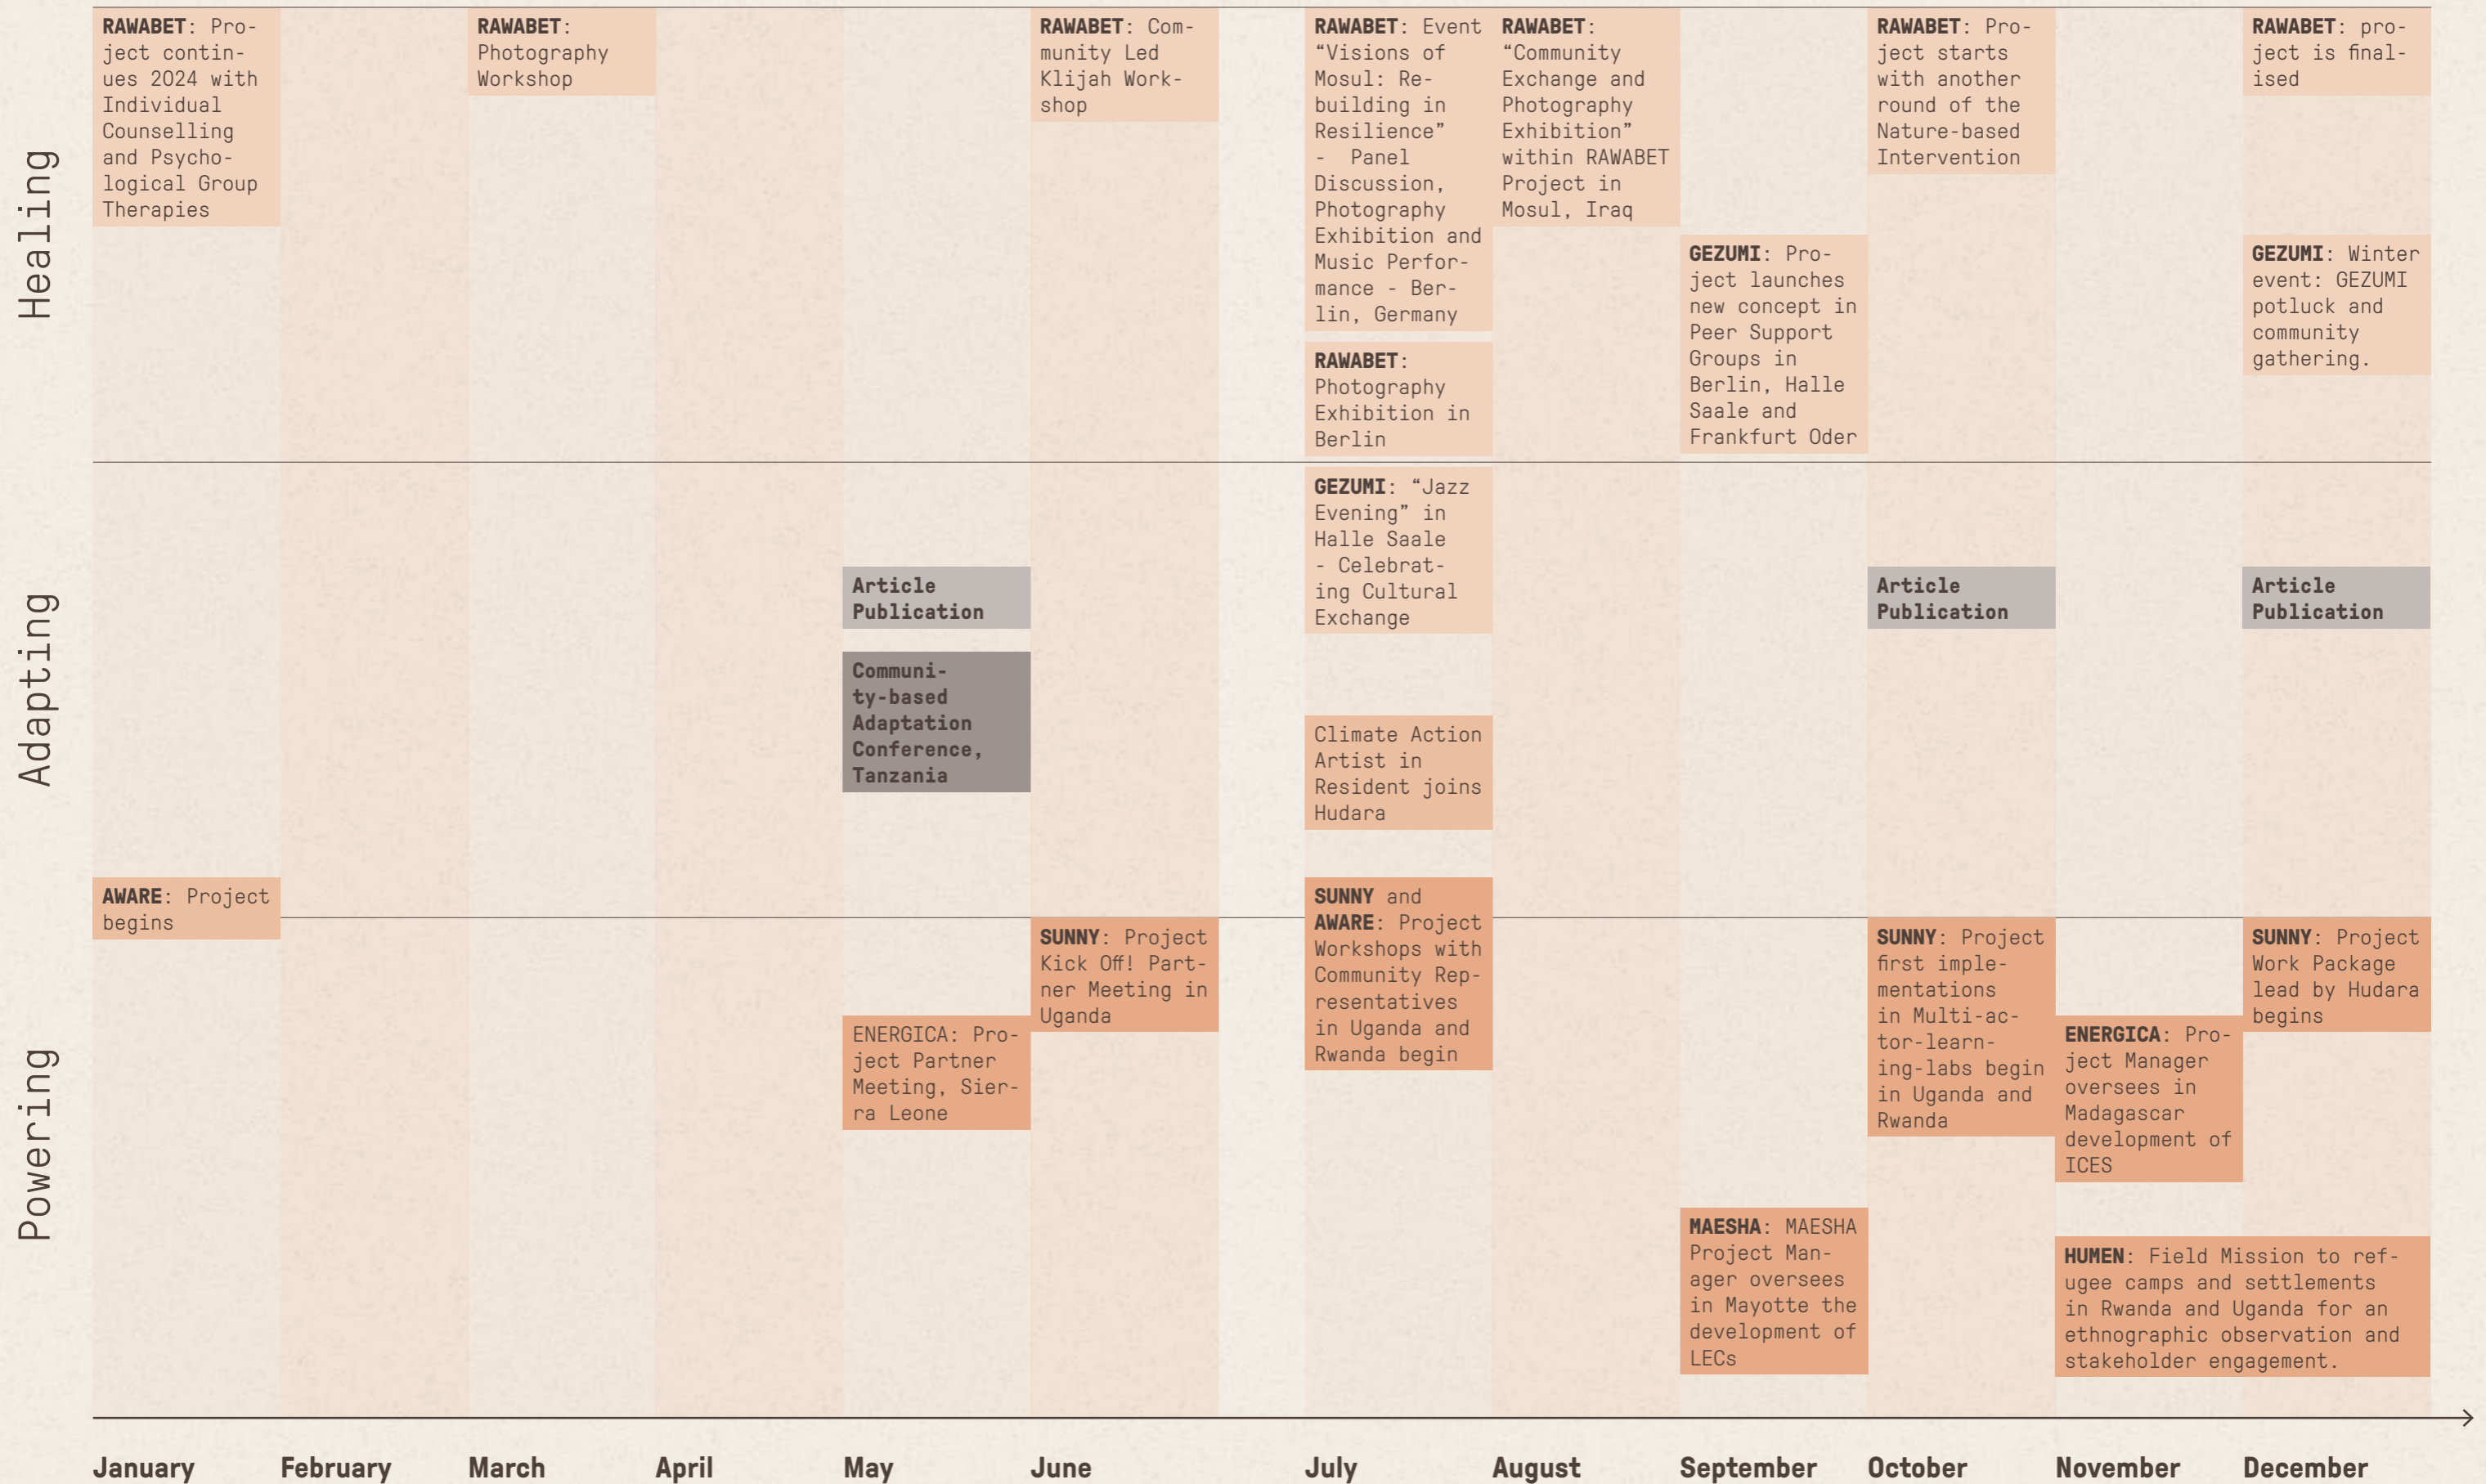 Healing
RAWABET: Pro-
ject contin-
ues 2024 with
Individual
Counselling
and Psycho-
logical Group
Therapies
RAWABET:
Photography
Workshop
RAWABET: Com-
munity Led
Klijah Work-
shop
RAWABET: Event
“Visions of
Mosul: Re-
building in
Resilience”
- Panel
Discussion,
Photography
Exhibition and
Music Perfor-
mance - Ber-
lin, Germany
RAWABET:
Photography
Exhibition in
Berlin
RAWABET:
“Community
Exchange and
Photography
Exhibition”
within RAWABET
Project in
Mosul, Iraq
GEZUMI: Pro-
ject launches
new concept in
Peer Support
Groups in
Berlin, Halle
Saale and
Frankfurt Oder
RAWABET: Pro-
ject starts
with another
round of the
Nature-based
Intervention
RAWABET: pro-
ject is final-
ised
GEZUMI: Winter
event: GEZUMI
potluck and
community
gathering.
Adapting
AWARE: Project
begins
Article
Publication
Communi-
ty-based
Adaptation
Conference,
Tanzania
GEZUMI: “Jazz
Evening” in
Halle Saale
- Celebrat-
ing Cultural
Exchange
Climate Action
Artist in
Resident joins
Hudara
Article
Publication
Article
Publication
Powering
ENERGICA: Pro-
ject Partner
Meeting, Sier-
ra Leone
SUNNY: Project
Kick Off! Part-
ner Meeting in
Uganda
SUNNY and
AWARE: Project
Workshops with
Community Rep-
resentatives
in Uganda and
Rwanda begin
MAESHA: MAESHA
Project Man-
ager oversees
in Mayotte the
development of
LECs
SUNNY: Project
first imple-
mentations
in Multi-ac-
tor-learn-
ing-labs begin
in Uganda and
Rwanda
ENERGICA: Pro-
ject Manager
oversees in
Madagascar
development of
ICES
SUNNY: Project
Work Package
lead by Hudara
begins
HUMEN: Field Mission to ref-
ugee camps and settlements
in Rwanda and Uganda for an
ethnographic observation and
stakeholder engagement.
January
February
March
April
May
June
July
August
September
October
November
December